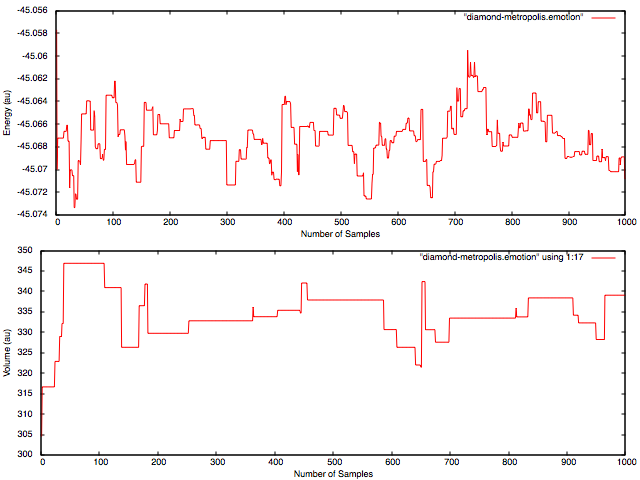 "diamond-metropolis.emotion"
Energy (au)
-45.056
-45.058
-45.06
-45.062
-45.064
-45.066
-45.068
-45.07
-45.072
-45.074
0 100 200 300 400 500 600 700 800 900 1000
Number of Samples
"diamond-metropolis.emotion" using 1:17
Volume (au)
350
345
340
335
330
325
320
315
310
305
300
0 100 200 300 400 500 600 700 800 900 1000
Number of Samples